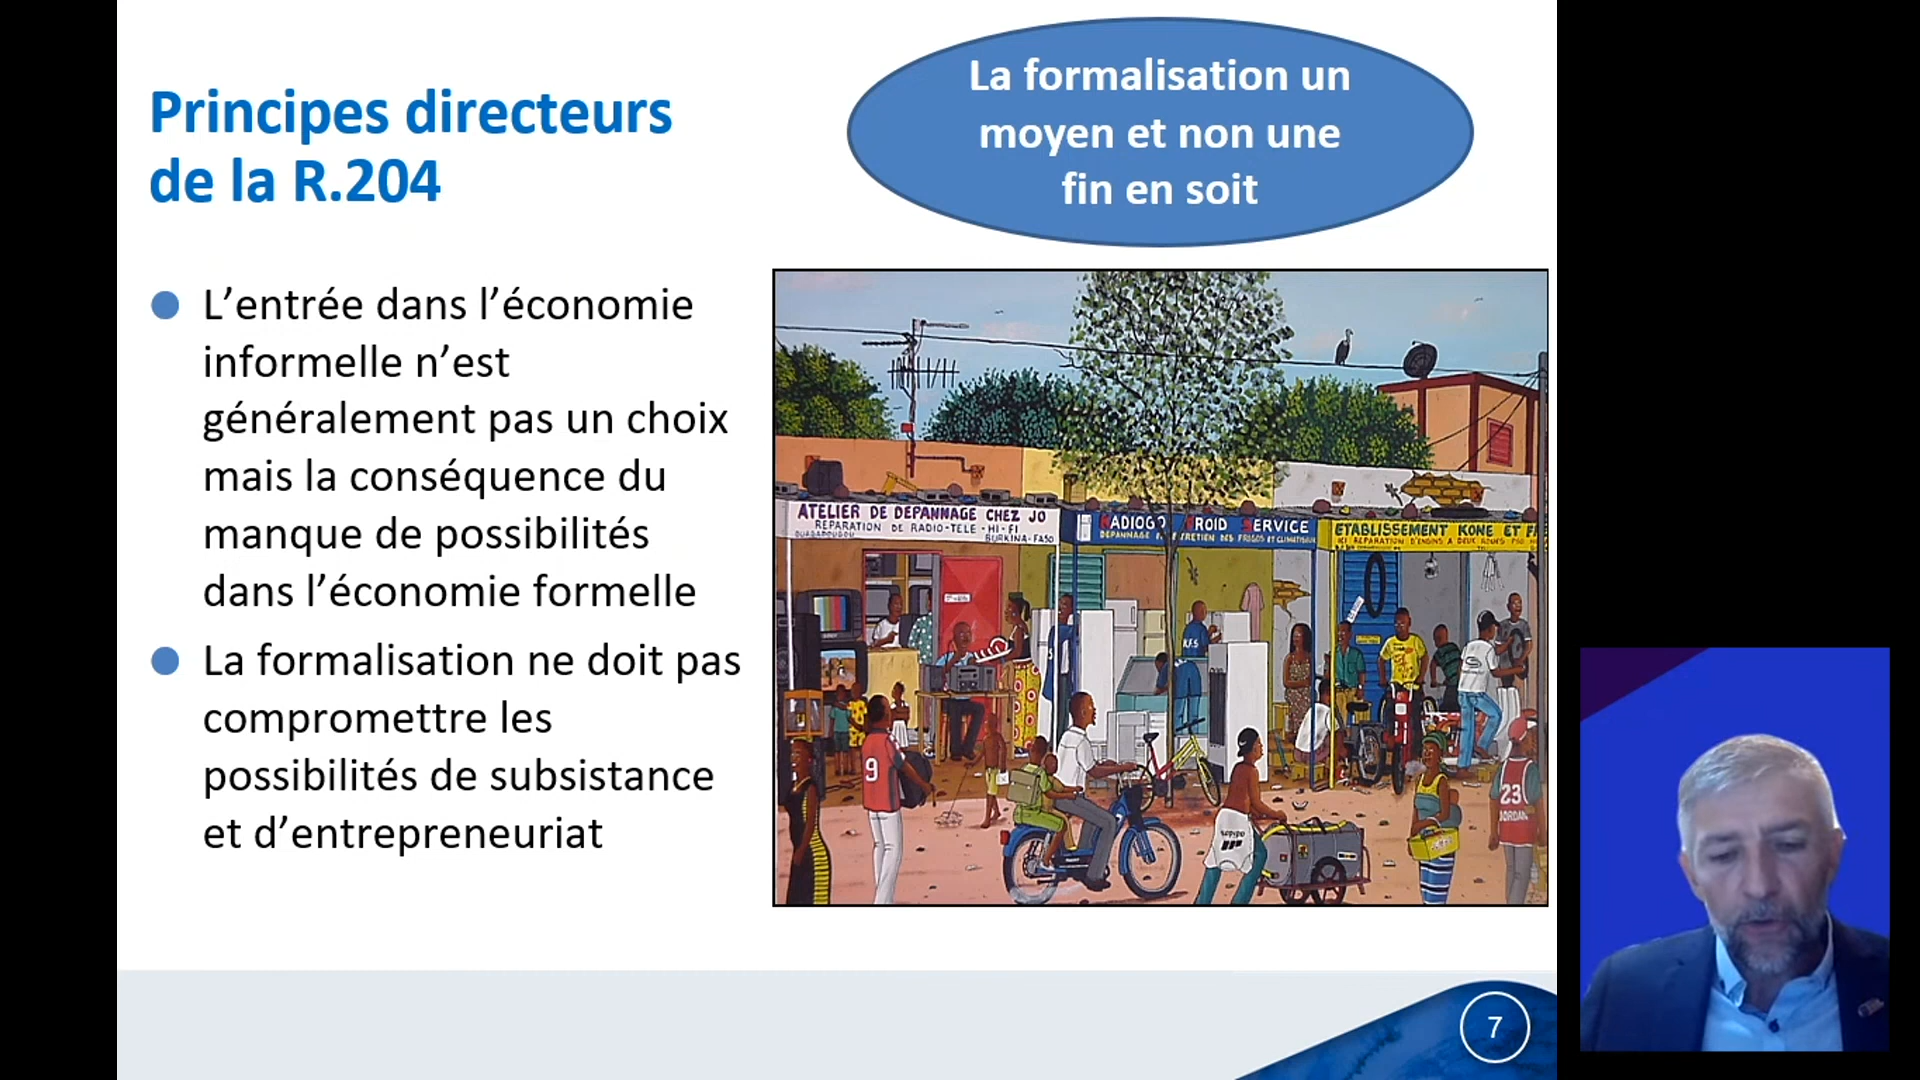 Principes directeurs
de la R.204
La formalisation un
moyen et non une
fin en soit
L’entrée dans l’économie
informelle n’est
généralement pas un choix
mais la conséquence du
manque de possibilités
dans l’économie formelle
La formalisation ne doit pas
compromettre les
possibilités de subsistance
et d’entrepreneuriat
ATELIER DE DEPANNAGE CHEZ JO
REPARATION DE RADIO-TELE-HI-FI
BURKINA-FASO
SERVICE
ETABLISSEMENT KONE ET
9
23
JORDAN
7